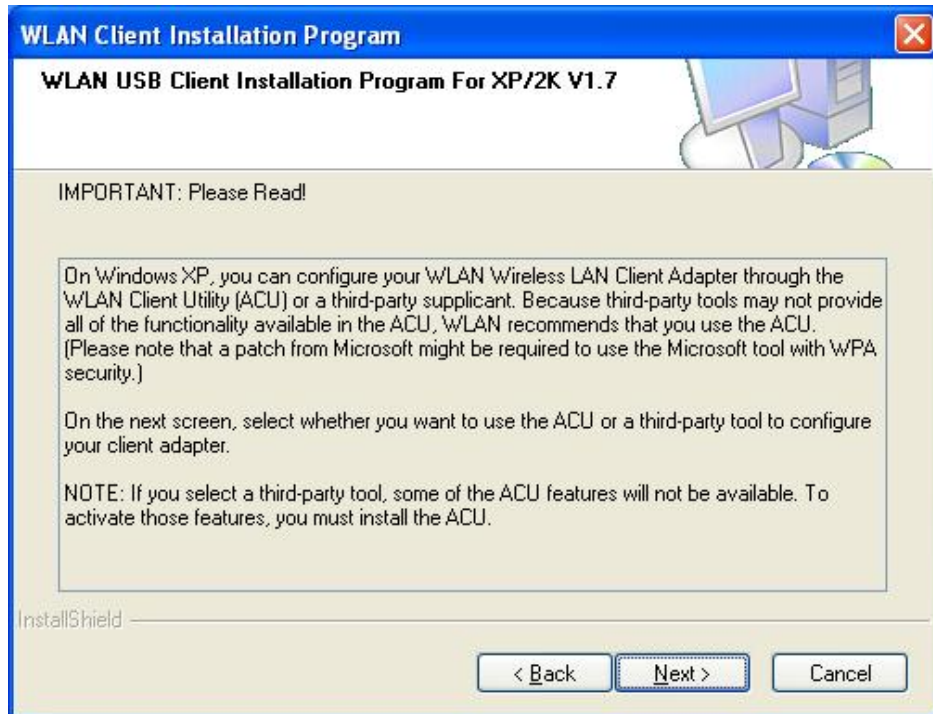 WLAN Client Installation Program
WLAN USB Client Installation Program For XP/2K V1.7
IMPORTANT: Please Read!
On Windows XP, you can configure your WLAN Wireless LAN Client Adapter through the
WLAN Client Utility (ACU) or a third-party supplicant. Because third-party tools may not provide
all of the functionality available in the ACU, WLAN recommends that you use the ACU.
(Please note that a patch from Microsoft might be required to use the Microsoft tool with WPA
security.)
On the next screen, select whether you want to use the ACU or a third-party tool to configure
your client adapter.
NOTE: If you select a third-party tool, some of the ACU features will not be available. To
activate those features, you must install the ACU.
InstallShield
< Back
Next >
Cancel